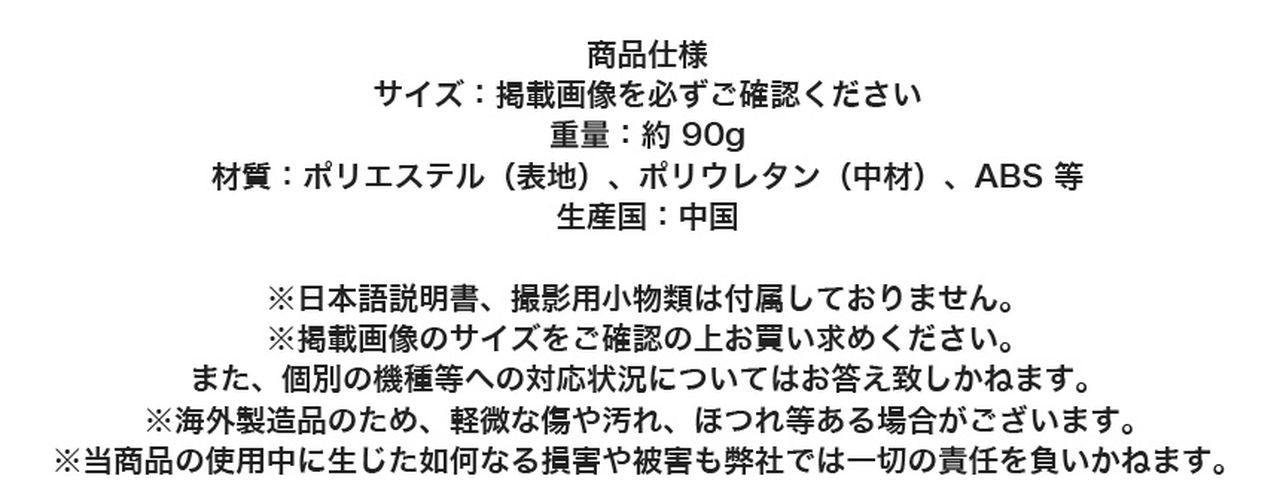 商品仕様
サイズ：掲載画像を必ずご確認ください
重量：約 90g
材質：ポリエステル（表地）、ポリウレタン（中材）、ABS 等
生産国：中国
※日本語説明書、撮影用小物類は付属しておりません。
※掲載画像のサイズをご確認の上お買い求めください。
また、個別の機種等への対応状況についてはお答え致しかねます。
※海外製造品のため、軽微な傷や汚れ、ほつれ等ある場合がございます。
※当商品の使用中に生じた如何なる損害や被害も弊社では一切の責任を負いかねます。